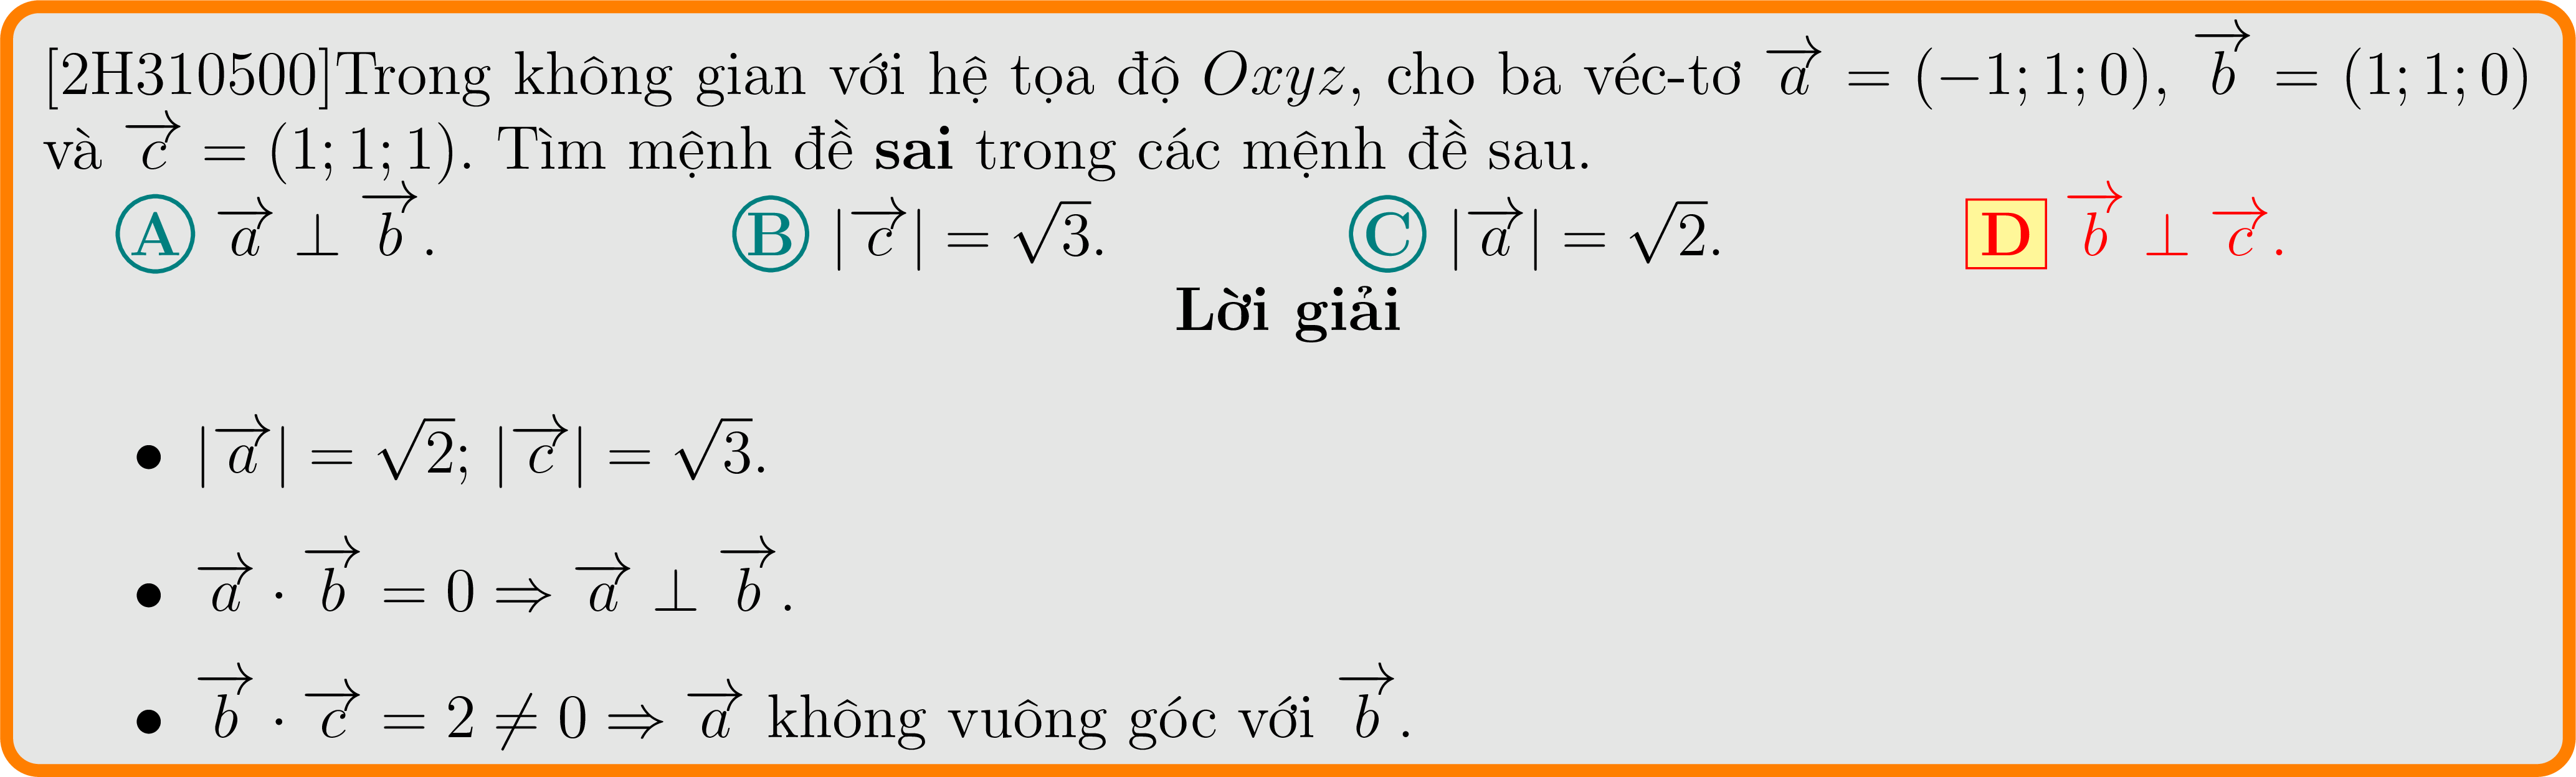 [2H310500]Trong không gian với hệ tọa độ $Oxyz$, cho ba véc-tơ $\overrightarrow{a} = (-1; 1; 0)$, $\overrightarrow{b} = (1; 1; 0)$
và $\overrightarrow{c} = (1; 1; 1)$. Tìm mệnh đề sai trong các mệnh đề sau.
A $\overrightarrow{a} \perp \overrightarrow{b}$. B $|\overrightarrow{c}| = \sqrt{3}$. C $|\overrightarrow{a}| = \sqrt{2}$. D $\overrightarrow{b} \perp \overrightarrow{c}$.
Lời giải
• $|\overrightarrow{a}| = \sqrt{2}$; $|\overrightarrow{c}| = \sqrt{3}$.
• $\overrightarrow{a} \cdot \overrightarrow{b} = 0 \Rightarrow \overrightarrow{a} \perp \overrightarrow{b}$.
• $\overrightarrow{b} \cdot \overrightarrow{c} = 2 \neq 0 \Rightarrow \overrightarrow{a}$ không vuông góc với $\overrightarrow{b}$.